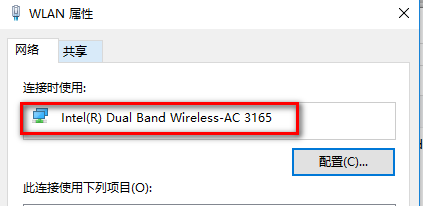 WLAN 属性
网络
共享
连接时使用:
Intel(R) Dual Band Wireless-AC 3165
配置(C)...
此连接使用下列项目(O):